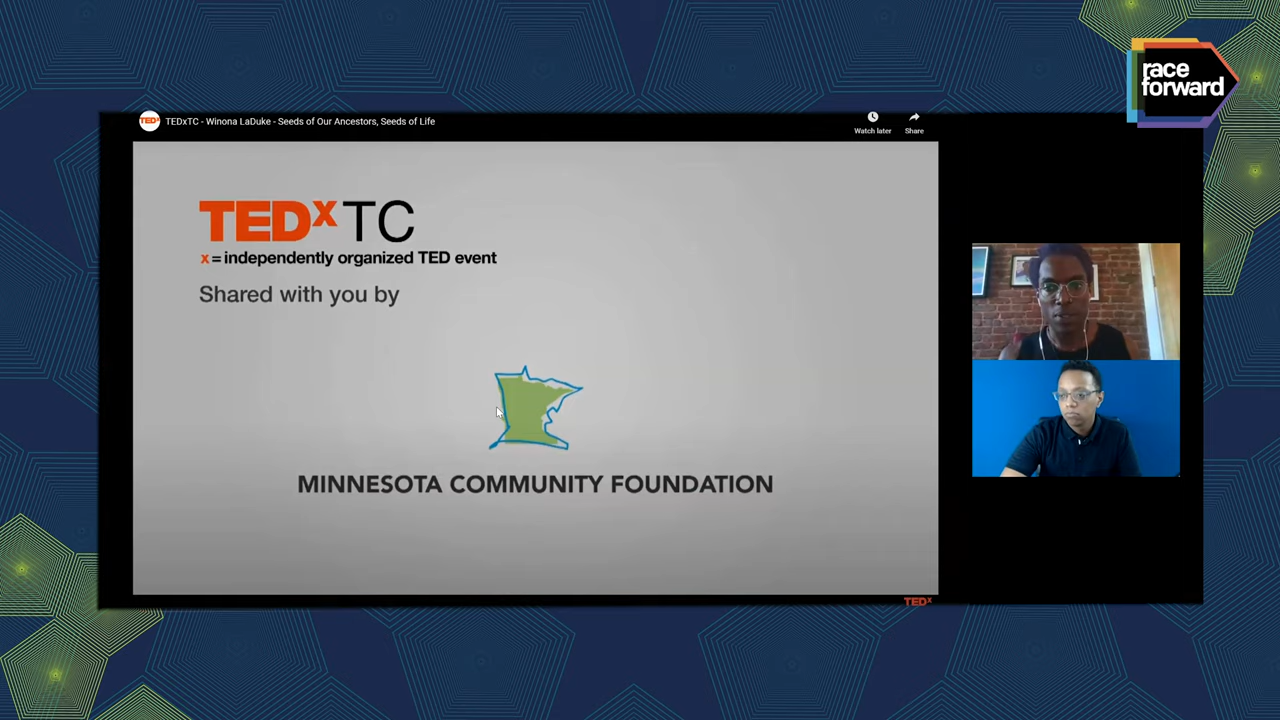 race
forward
TEDx
TEDxTC - Winona LaDuke - Seeds of Our Ancestors, Seeds of Life
Watch later
Share
TEDxTC
x = independently organized TED event
Shared with you by
MINNESOTA COMMUNITY FOUNDATION
TEDx